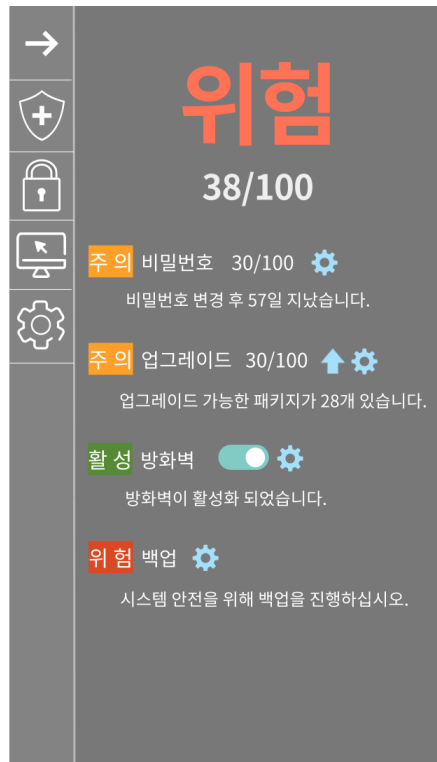 위험
38/100
주의 비밀번호 30/100
비밀번호 변경 후 57일 지났습니다.
주의 업그레이드 30/100
업그레이드 가능한 패키지가 28개 있습니다.
활성 방화벽
방화벽이 활성화 되었습니다.
위험 백업
시스템 안전을 위해 백업을 진행하십시오.